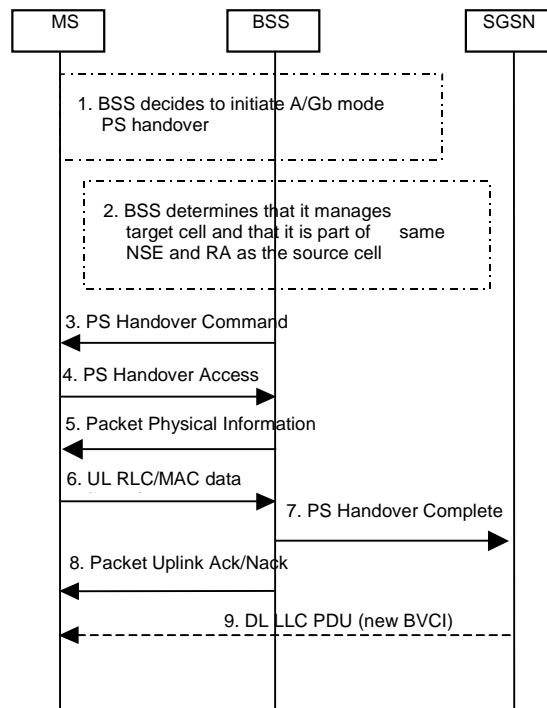 MS
BSS
SGSN
1. BSS decides to initiate A/Gb mode
PS handover
2. BSS determines that it manages
target cell and that it is part of same
NSE and RA as the source cell
3. PS Handover Command
4. PS Handover Access
5. Packet Physical Information
6. UL RLC/MAC data
7. PS Handover Complete
8. Packet Uplink Ack/Nack
9. DL LLC PDU (new BVCI)